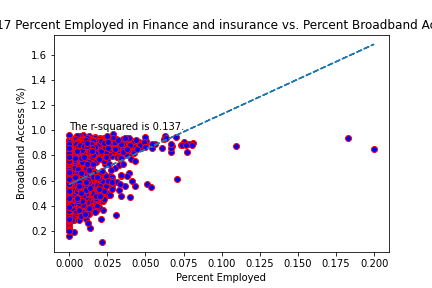 17 Percent Employed in Finance and insurance vs. Percent Broadband
The r-squared is 0.137
Broadband Access (%)
1.6
1.4
1.2
1.0
0.8
0.6
0.4
0.2
0.000 0.025 0.050 0.075 0.100 0.125 0.150 0.175 0.200
Percent Employed